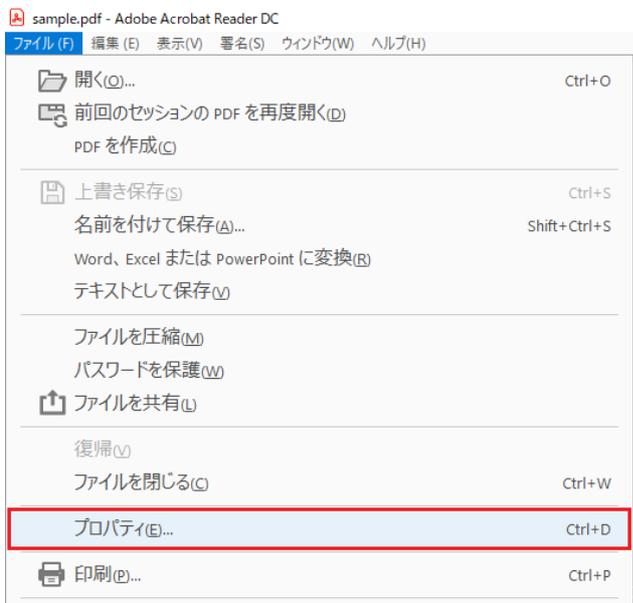 sample.pdf - Adobe Acrobat Reader DC
ファイル (F) 編集 (E) 表示(V) 署名(S) ウィンドウ(W) ヘルプ(H)
開く(O)... Ctrl+O
前回のセッションの PDF を再度開く(D)
PDF を作成(C)
上書き保存(S) Ctrl+S
名前を付けて保存(A)... Shift+Ctrl+S
Word、Excel または PowerPoint に変換(R)
テキストとして保存(V)
ファイルを圧縮(M)
パスワードを保護(W)
ファイルを共有(L)
復帰(V)
ファイルを閉じる(C) Ctrl+W
プロパティ(E)... Ctrl+D
印刷(P)... Ctrl+P